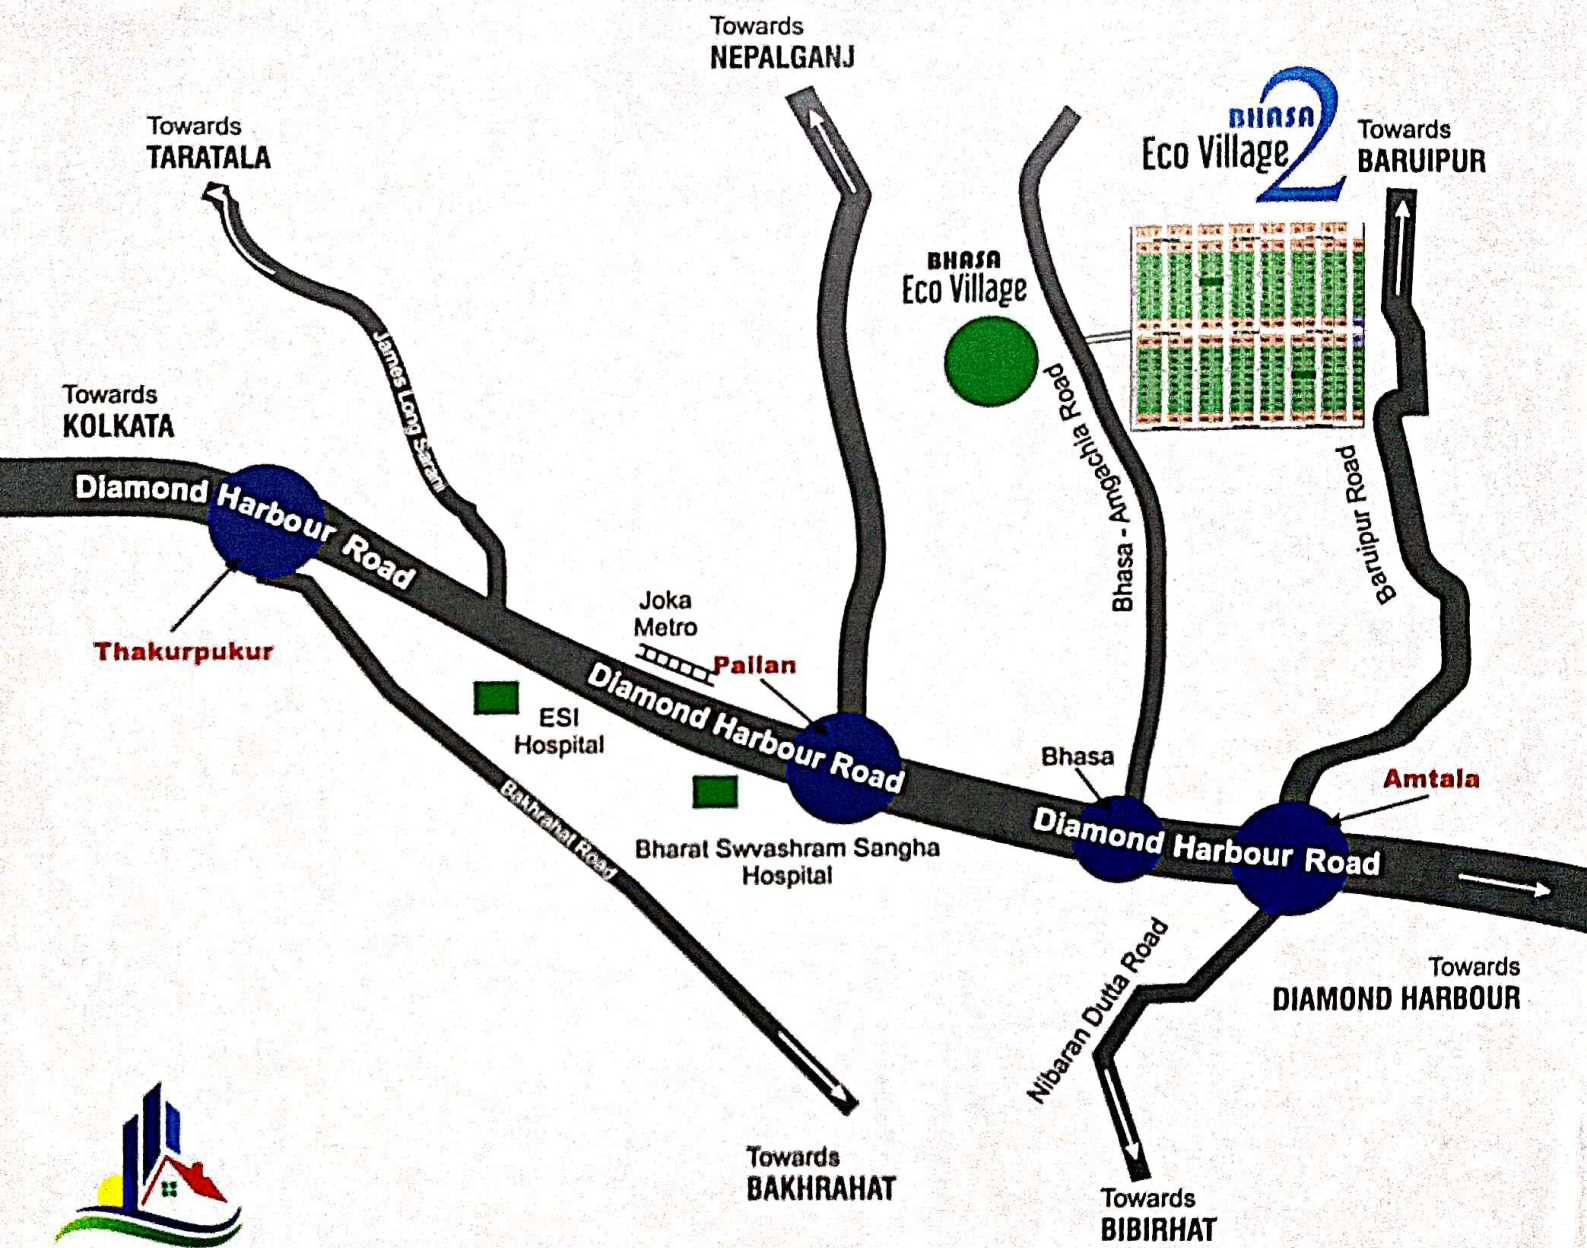 Towards
NEPALGANJ
Towards
TARATALA
BHASA
Eco Village 2
Towards
BARUIPUR
BHASA
Eco Village
James Long Sarani
Towards
KOLKATA
Bhasa - Amgachia Road
Baruipur Road
Diamond Harbour Road
Thakurpukur
Joka
Metro
Pailan
ESI
Hospital
Diamond Harbour Road
Bhasa
Amtala
Bakhrahat Road
Bharat Swvashram Sangha
Hospital
Diamond Harbour Road
Nibaran Dutta Road
Towards
DIAMOND HARBOUR
Towards
BAKHRAHAT
Towards
BIBIRHAT